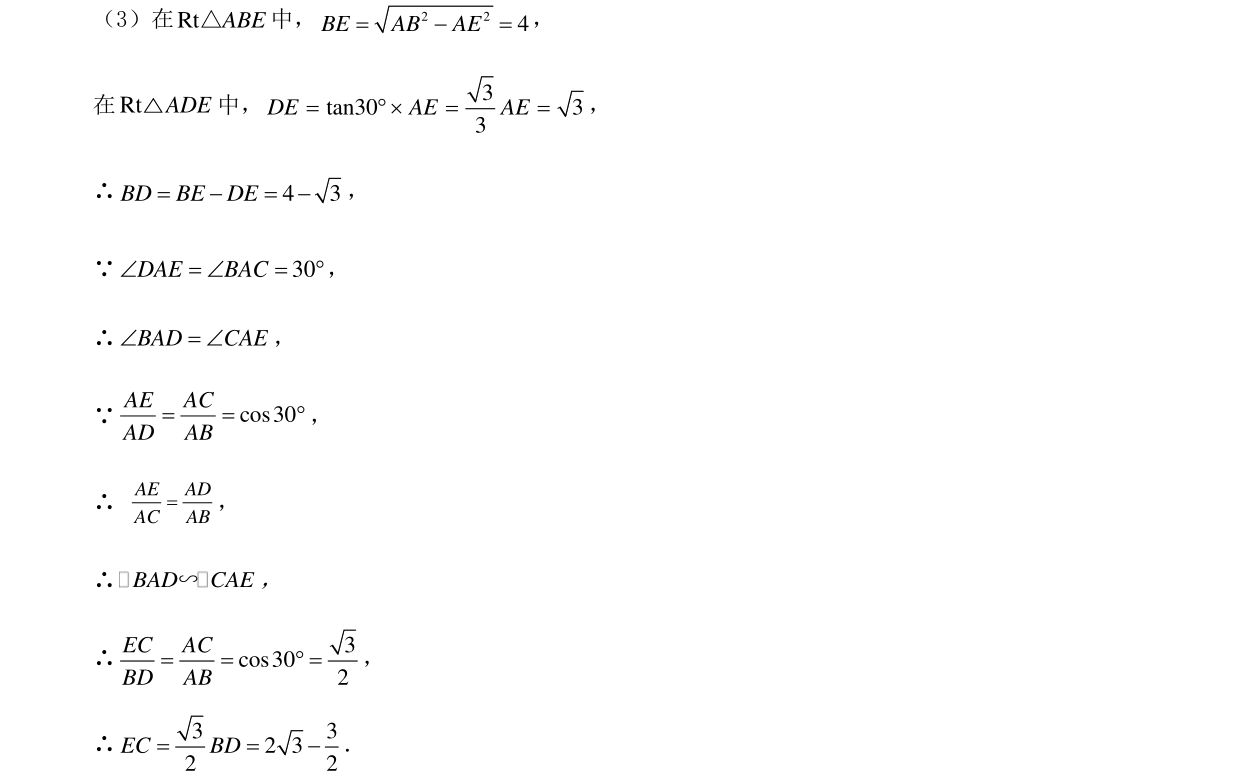 （3）在Rt△ABE中，BE=√(AB²－AE²)=4，
在Rt△ADE中，DE=tan30°×AE=√3/3 AE=√3，
∴BD=BE－DE=4－√3，
∵∠DAE=∠BAC=30°，
∴∠BAD=∠CAE，
∵AE/AD=AC/AB=cos30°，
∴ AE/AC=AD/AB，
∴□BAD∽□CAE，
∴EC/BD=AC/AB=cos30°=√3/2，
∴EC=√3/2 BD=2√3－3/2．